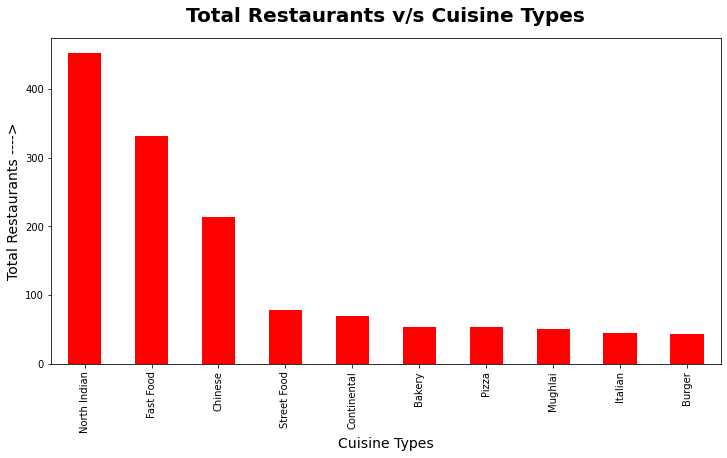 Total Restaurants v/s Cuisine Types
Total Restaurants ---->
400
300
200
100
0
North Indian
Fast Food
Chinese
Street Food
Continental
Bakery
Pizza
Mughlai
Italian
Burger
Cuisine Types